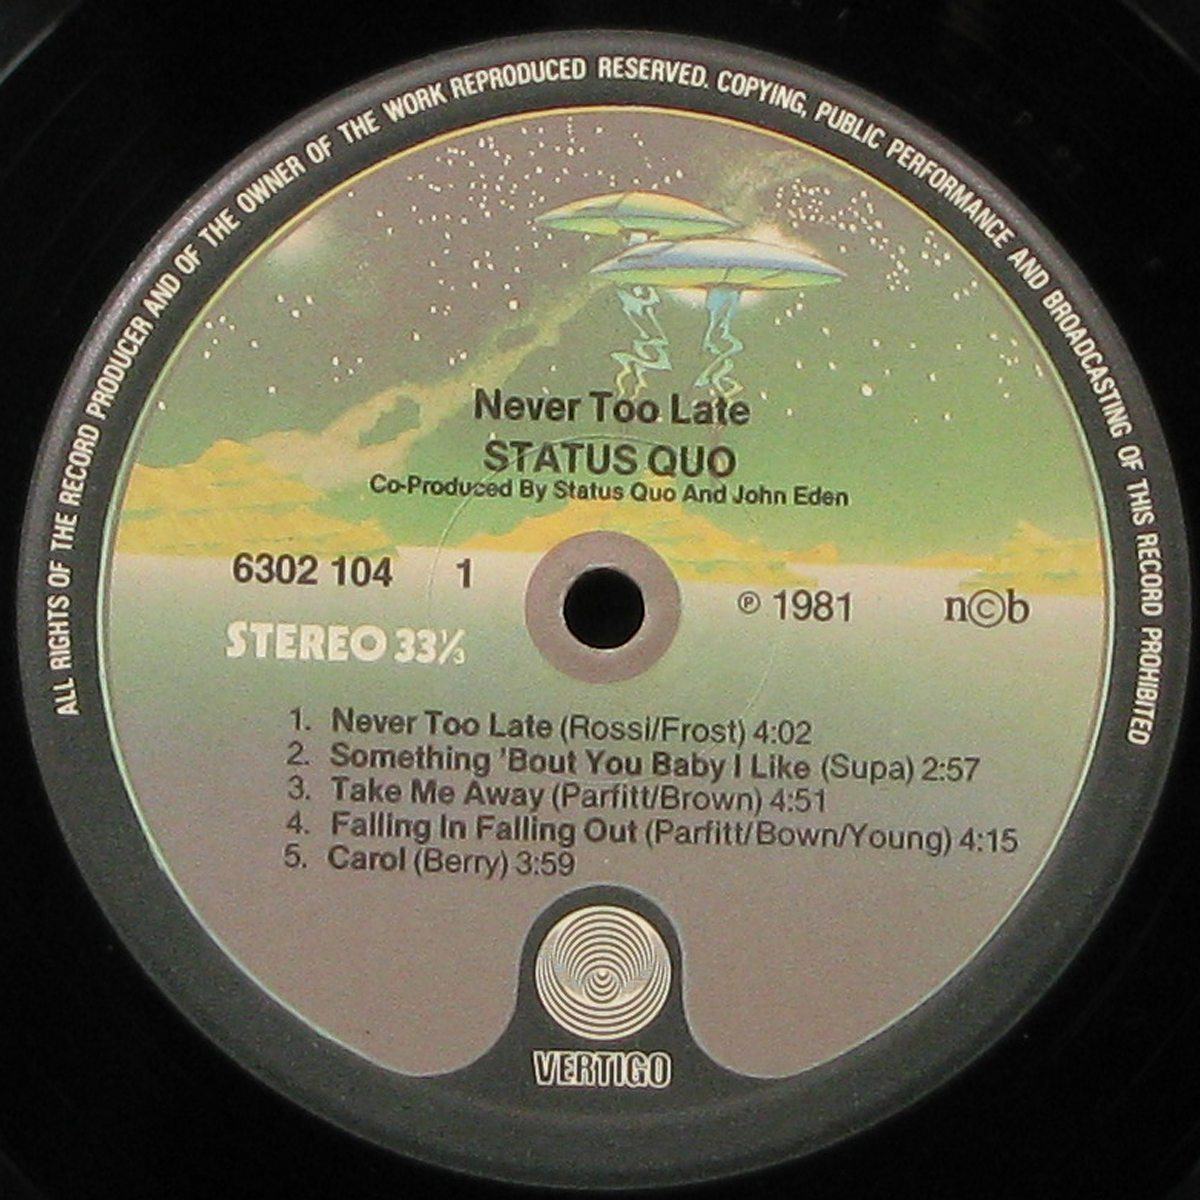 ALL RIGHTS OF THE RECORD PRODUCER AND OF THE OWNER OF THE WORK REPRODUCED RESERVED. COPYING, PUBLIC PERFORMANCE AND BROADCASTING OF THIS RECORD PROHIBITED
Never Too Late
STATUS QUO
Co-Produced By Status Quo And John Eden
6302 104 1
℗ 1981 n©b
STEREO 33⅓
1. Never Too Late (Rossi/Frost) 4:02
2. Something 'Bout You Baby I Like (Supa) 2:57
3. Take Me Away (Parfitt/Brown) 4:51
4. Falling In Falling Out (Parfitt/Bown/Young) 4:15
5. Carol (Berry) 3:59
VERTIGO